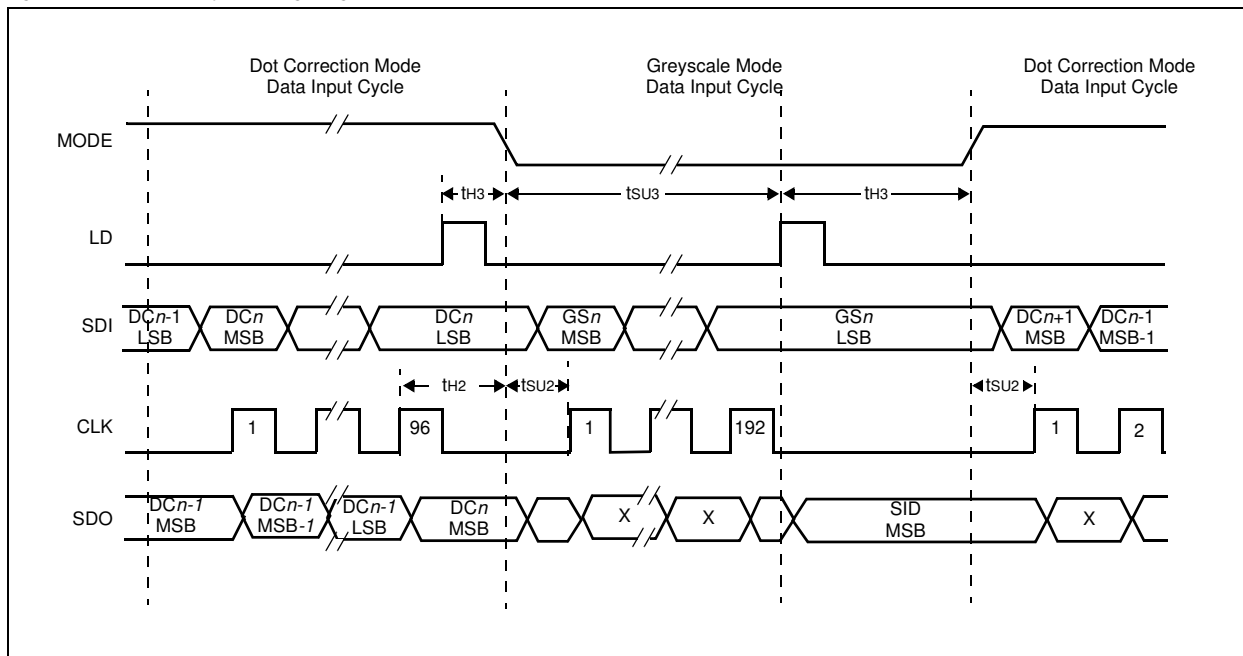 Dot Correction Mode
Data Input Cycle
Greyscale Mode
Data Input Cycle
Dot Correction Mode
Data Input Cycle
MODE
tH3
tSU3
tH3
LD
SDI
DCn-1
LSB
DCn
MSB
DCn
LSB
GSn
MSB
GSn
LSB
DCn+1
MSB
DCn-1
MSB-1
tH2
tSU2
tSU2
CLK
1
96
1
192
1
2
SDO
DCn-1
MSB
DCn-1
MSB-1
DCn-1
LSB
DCn
MSB
X
X
SID
MSB
X